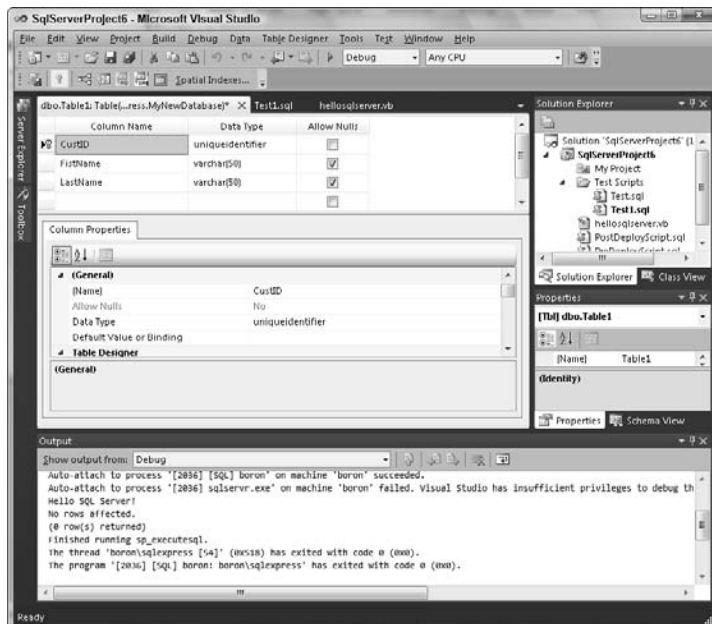 SqlServerProject6 - Microsoft Visual Studio
File Edit View Project Build Debug Data Table Designer Tools Test Window Help
Debug Any CPU
Spatial Indexes...
Server Explorer
Toolbox
dbo.Table1: Table(...ress.MyNewDatabase)* Test1.sql hellosqlserver.vb
Column Name Data Type Allow Nulls
CustID uniqueidentifier
FistName varchar(50)
LastName varchar(50)
Column Properties
(General)
(Name) CustID
Allow Nulls No
Data Type uniqueidentifier
Default Value or Binding
Table Designer
(General)
Solution Explorer
Solution 'SqlServerProject6' (1
SqlServerProject6
My Project
Test Scripts
Test.sql
Test1.sql
hellosqlserver.vb
PostDeployScript.sql
Solution Explorer Class View
Properties
[Tbl] dbo.Table1
(Name) Table1
(Identity)
Properties Schema View
Output
Show output from: Debug
Auto-attach to process '[2036] [SQL] boron' on machine 'boron' succeeded.
Auto-attach to process '[2036] sqlservr.exe' on machine 'boron' failed. Visual Studio has insufficient privileges to debug th
Hello SQL Server!
No rows affected.
(0 row(s) returned)
Finished running sp_executesql.
The thread 'boron\sqlexpress [54]' (0x518) has exited with code 0 (0x0).
The program '[2036] [SQL] boron: boron\sqlexpress' has exited with code 0 (0x0).
Ready